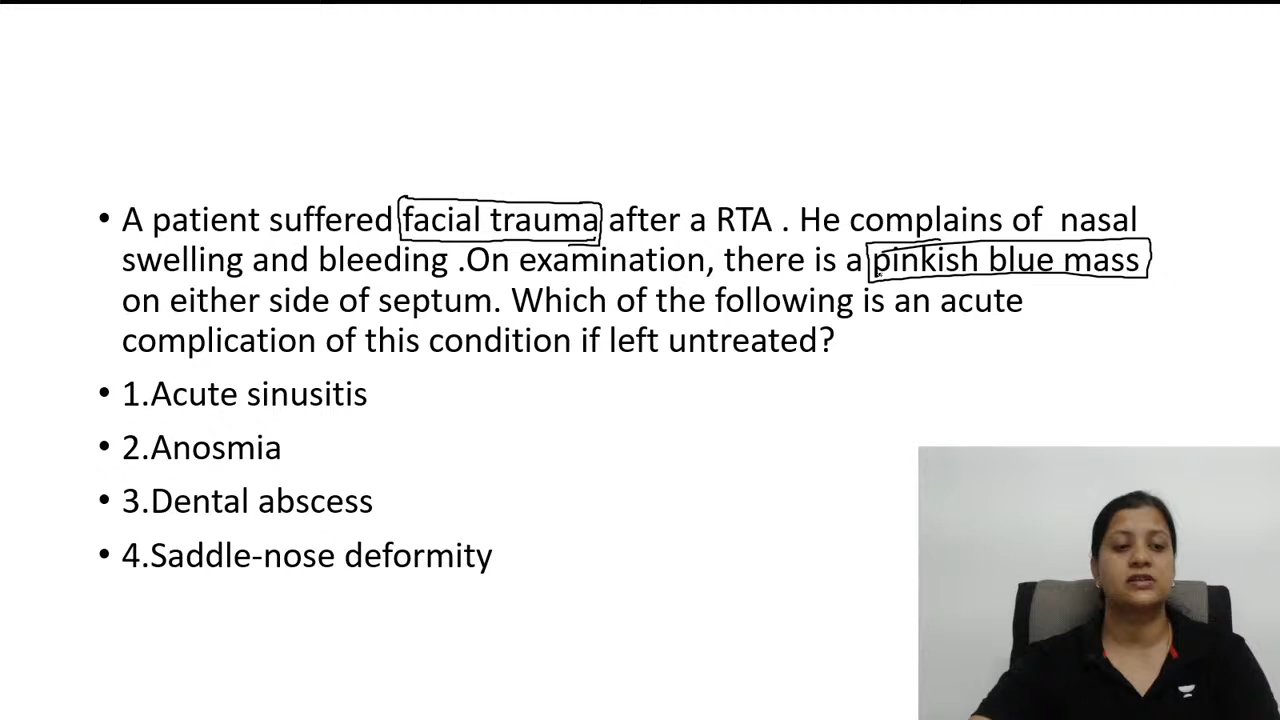 • A patient suffered facial trauma after a RTA . He complains of nasal
swelling and bleeding .On examination, there is a pinkish blue mass
on either side of septum. Which of the following is an acute
complication of this condition if left untreated?
• 1.Acute sinusitis
• 2.Anosmia
• 3.Dental abscess
• 4.Saddle-nose deformity